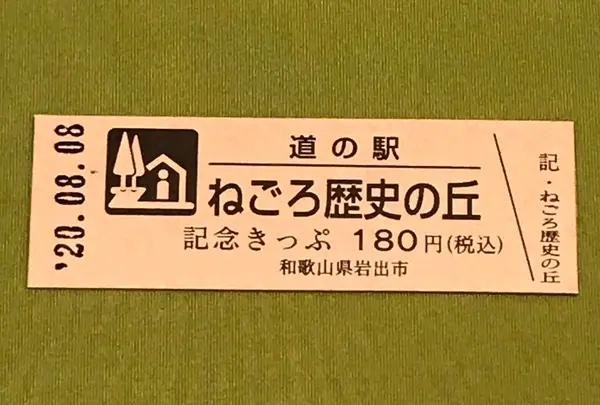 '20.08.08
道の駅
ねごろ歴史の丘
記念きっぷ 180円(税込)
和歌山県岩出市
記・ねごろ歴史の丘